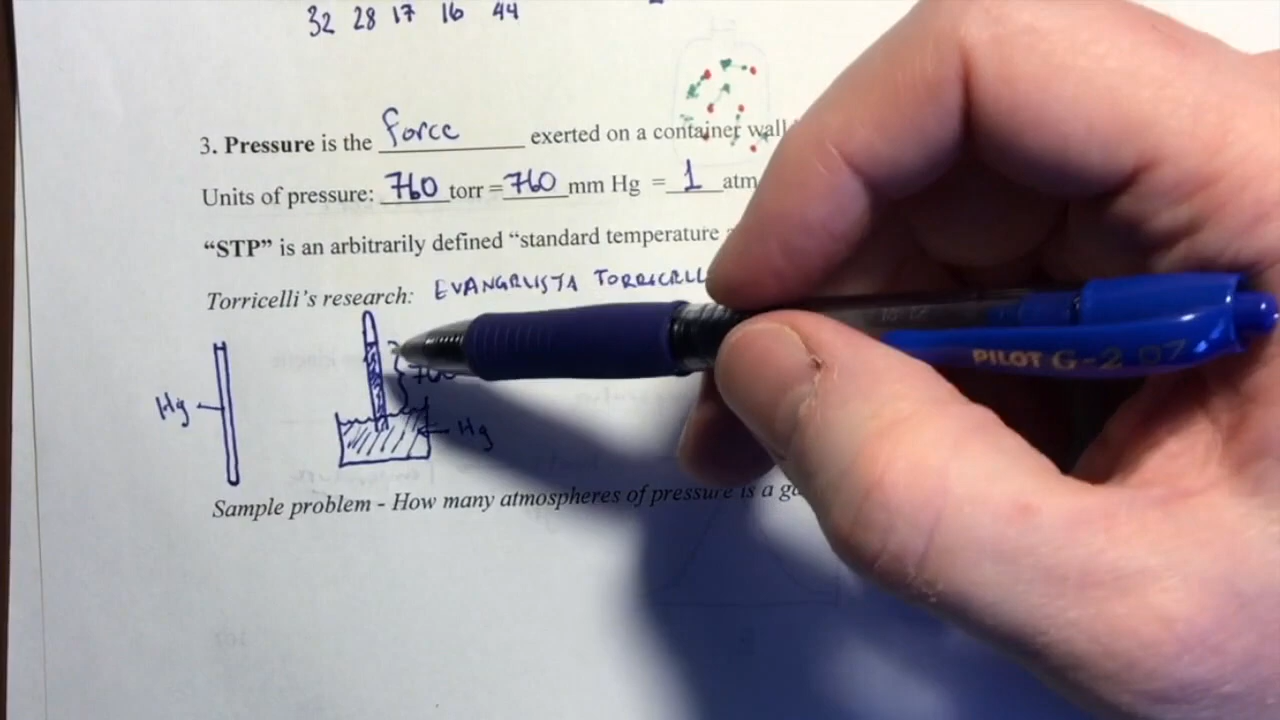 32 28 17 16 44
3. Pressure is the force exerted on a container wall
Units of pressure: 760 torr = 760 mm Hg = 1 atm
“STP” is an arbitrarily defined “standard temperature
Torricelli’s research: EVANGELISTA TORRICELL
Hg
Hg
Sample problem - How many atmospheres of pressure is a
PILOT G-2 07